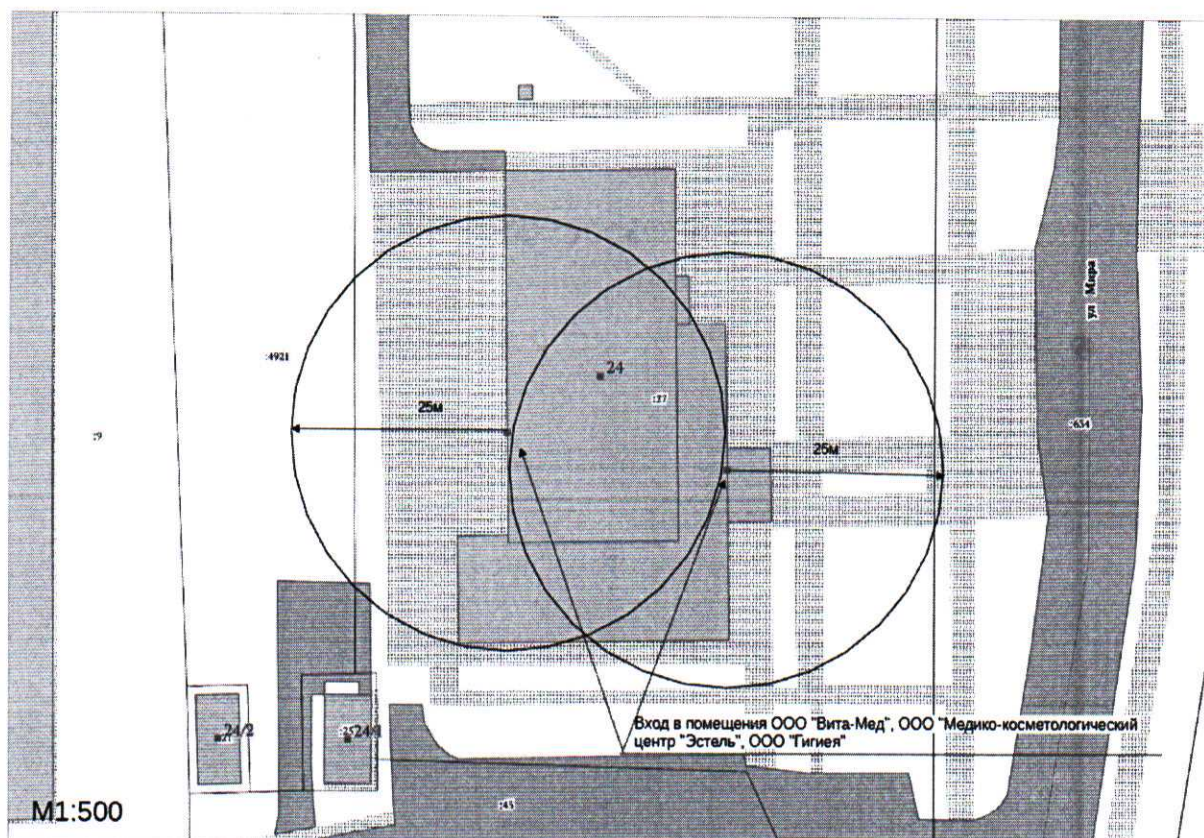 ул Мира
:4921
24
25м
:27
:9
25м
:654
Вход в помещения ООО "Вита-Мед", ООО "Медико-косметологический
центр "Эстель", ООО "Гигиея"
24/2
24/1
:45
М1:500